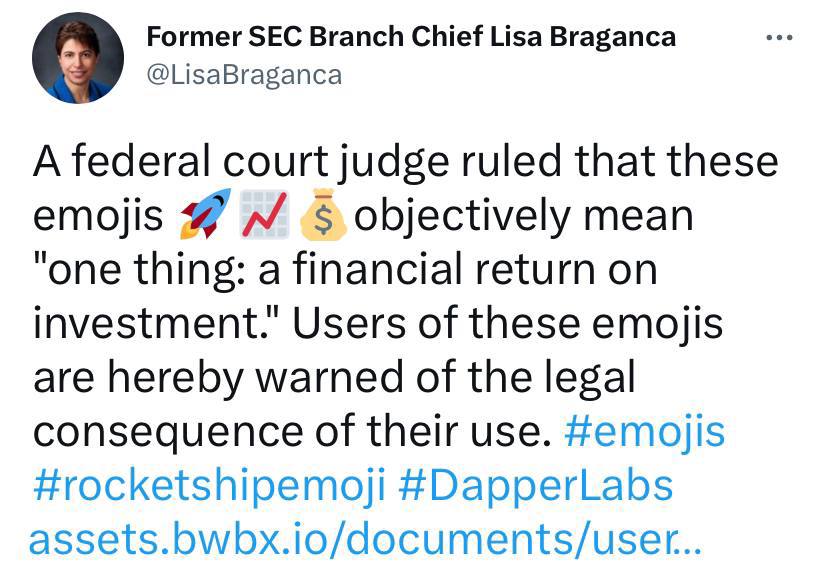 Former SEC Branch Chief Lisa Braganca
@LisaBraganca
A federal court judge ruled that these
emojis 🚀📈💰objectively mean
"one thing: a financial return on
investment." Users of these emojis
are hereby warned of the legal
consequence of their use. #emojis
#rocketshipemoji #DapperLabs
assets.bwbx.io/documents/user...